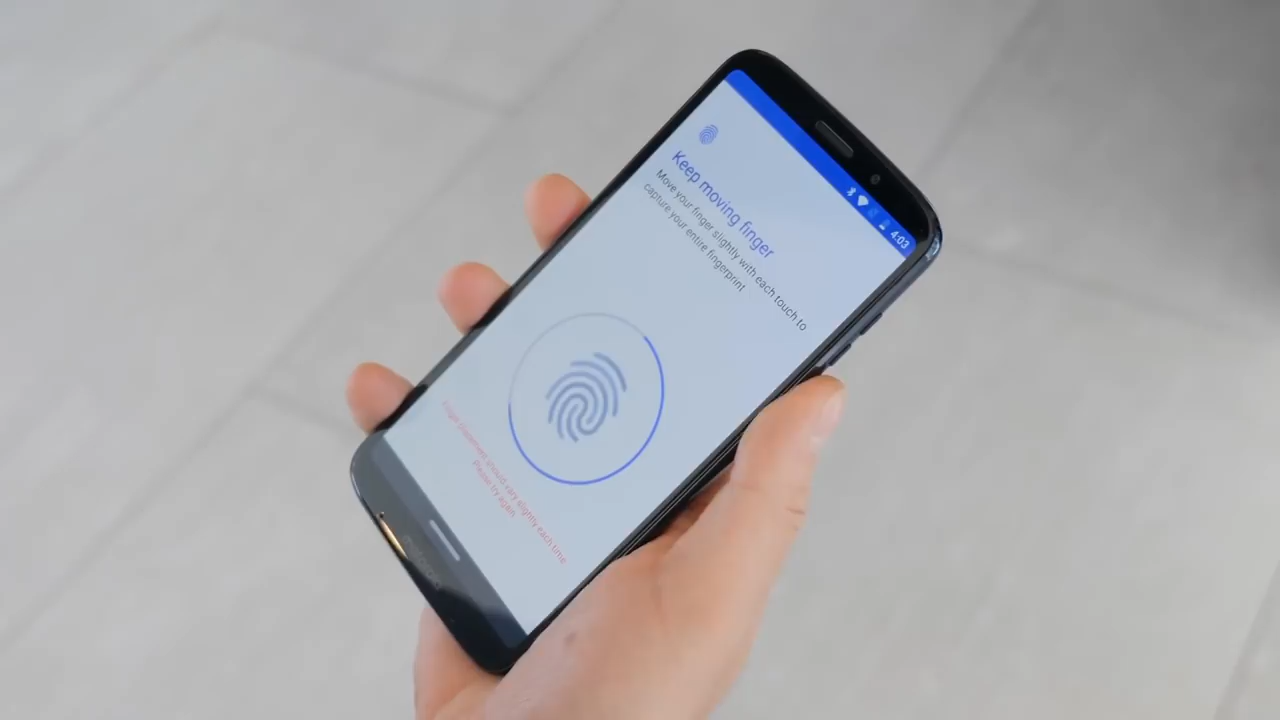 4:03
Keep moving finger
Move your finger slightly with each touch to
capture your entire fingerprint
Finger placement should vary slightly each time.
Please try again.
motorola